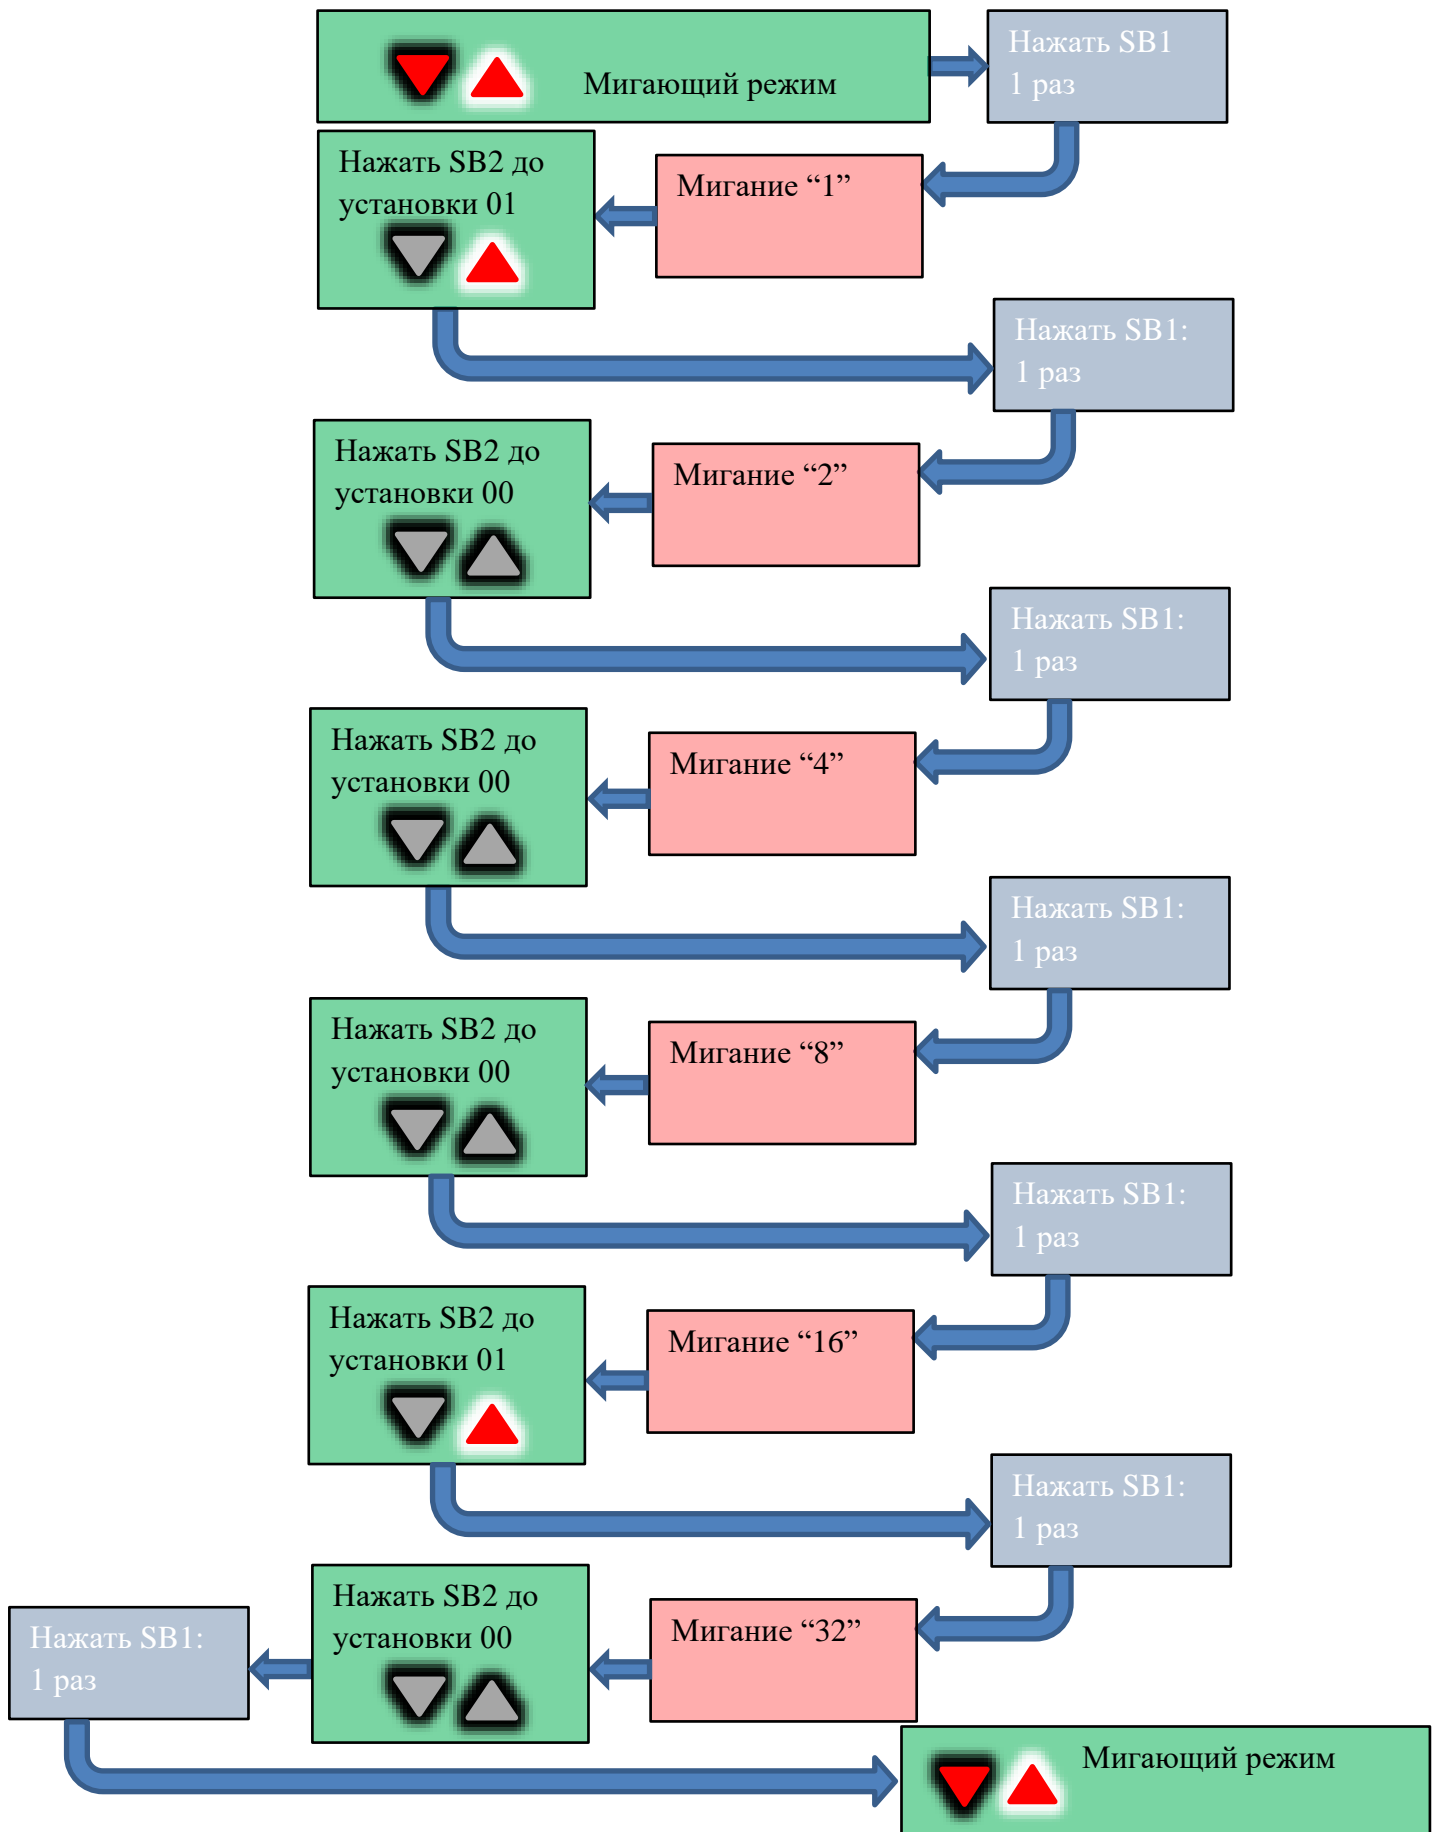 Мигающий режим
Нажать SB1
1 раз
Мигание “1”
Нажать SB2 до
установки 01
Нажать SB1:
1 раз
Мигание “2”
Нажать SB2 до
установки 00
Нажать SB1:
1 раз
Мигание “4”
Нажать SB2 до
установки 00
Нажать SB1:
1 раз
Мигание “8”
Нажать SB2 до
установки 00
Нажать SB1:
1 раз
Мигание “16”
Нажать SB2 до
установки 01
Нажать SB1:
1 раз
Мигание “32”
Нажать SB2 до
установки 00
Нажать SB1:
1 раз
Мигающий режим